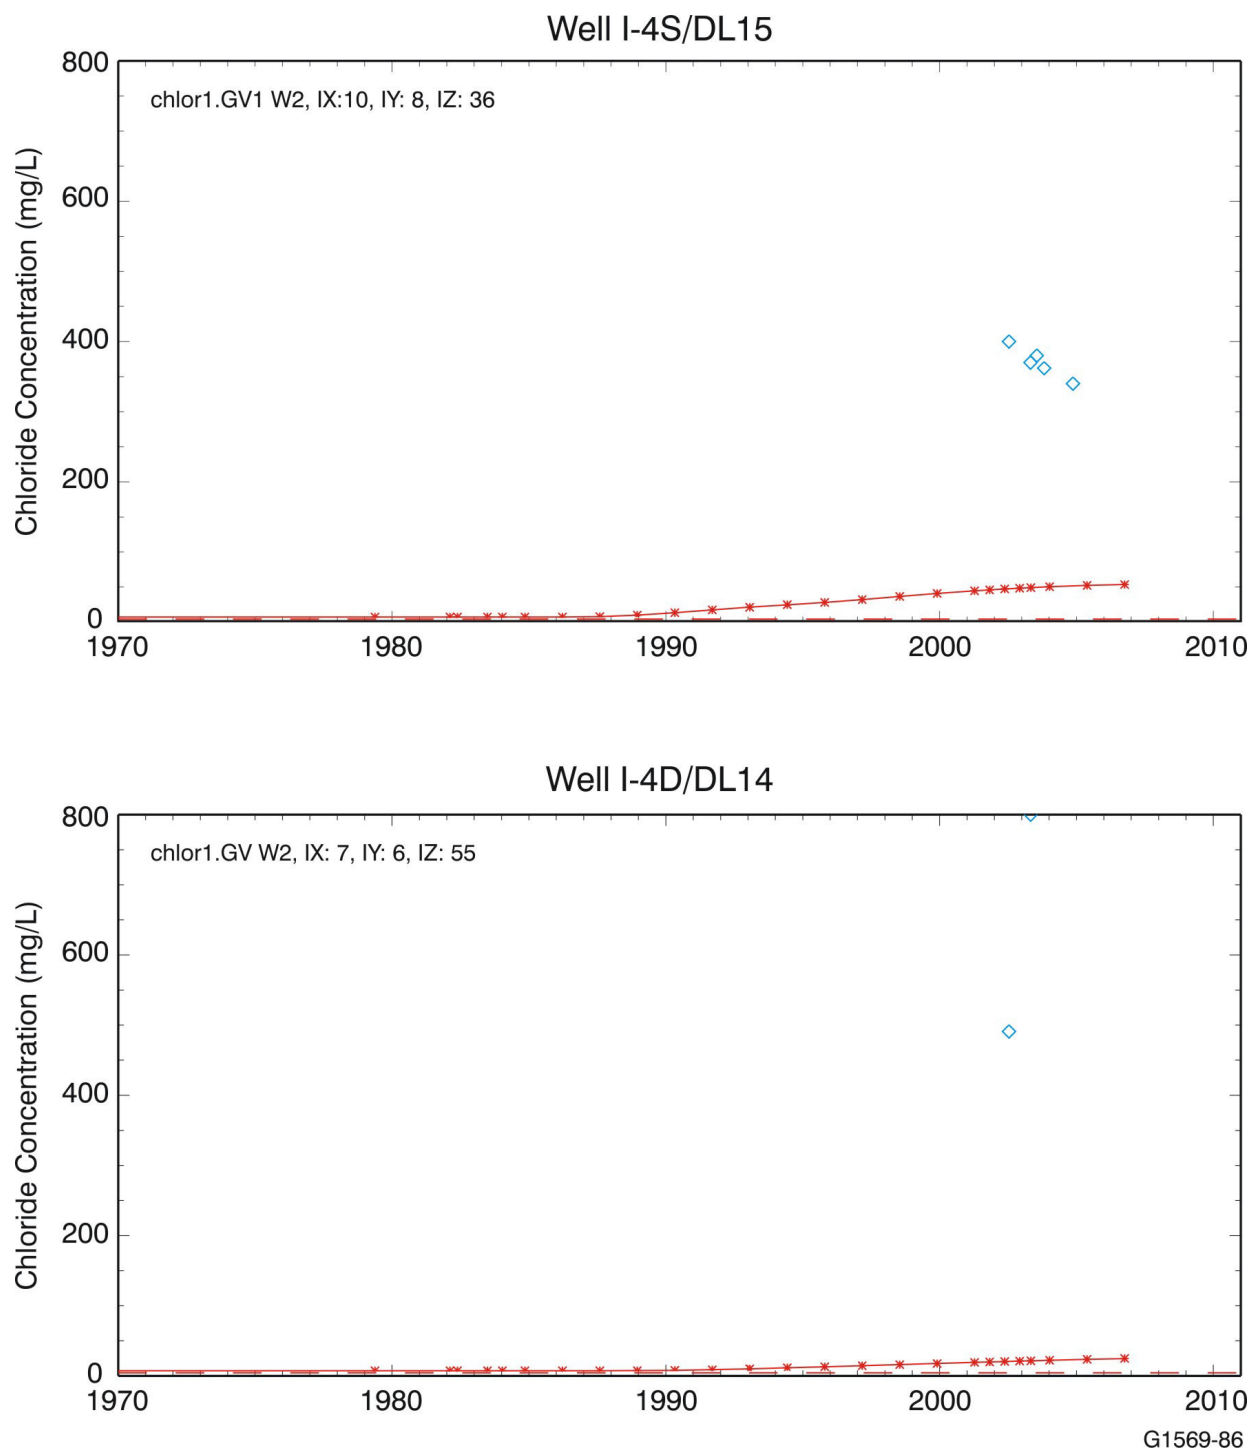 Well I-4S/DL15
800
chlor1.GV1 W2, IX:10, IY: 8, IZ: 36
600
Chloride Concentration (mg/L)
400
200
0
1970 1980 1990 2000 2010
Well I-4D/DL14
800
chlor1.GV W2, IX: 7, IY: 6, IZ: 55
600
Chloride Concentration (mg/L)
400
200
0
1970 1980 1990 2000 2010
G1569-86